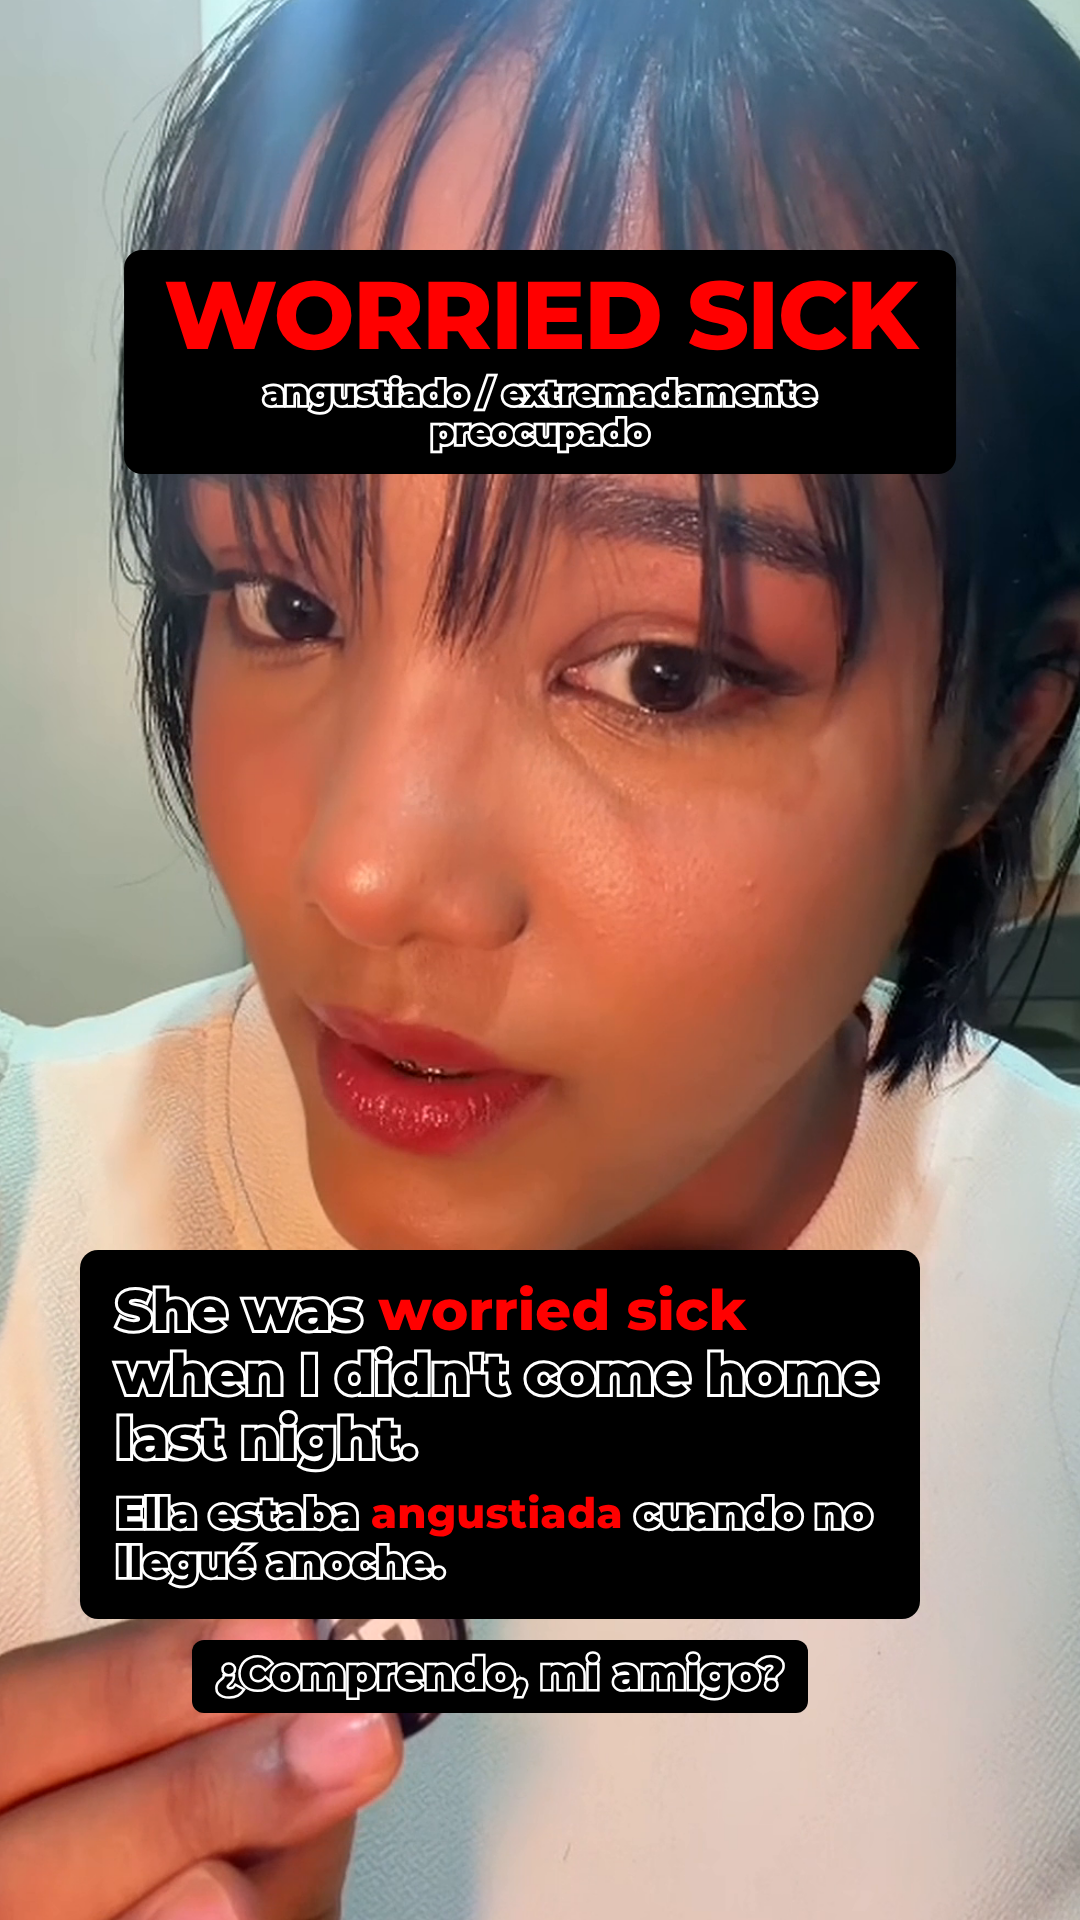 WORRIED SICK
angustiado / extremadamente
preocupado
She was worried sick
when I didn't come home
last night.
Ella estaba angustiada cuando no
llegué anoche.
¿Comprendo, mi amigo?